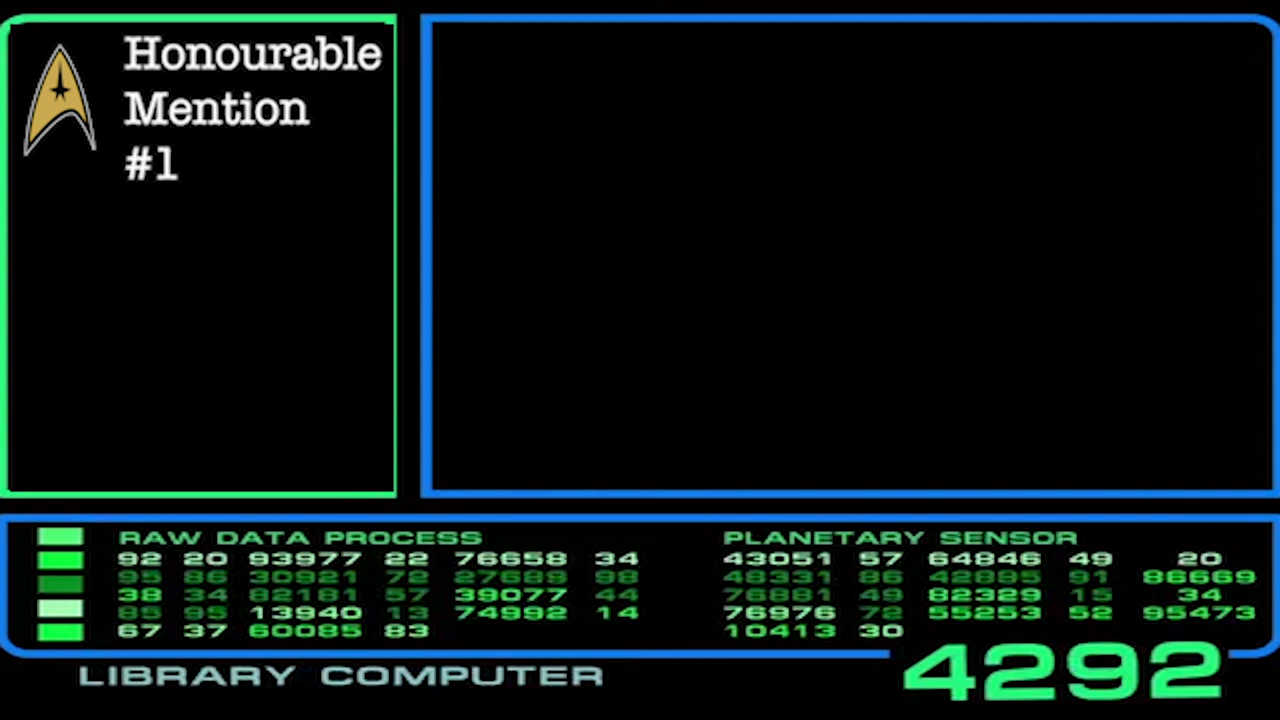 Honourable
Mention
#1
RAW DATA PROCESS
92 20 93977 22 76658 34
95 86 30921 72 27689 98
38 34 82181 57 39077 44
85 95 13940 13 74992 14
67 37 60085 83
PLANETARY SENSOR
43051 57 64846 49 20
48331 86 42895 91 86569
76881 49 82329 15 34
76976 72 55253 52 95473
10413 30
LIBRARY COMPUTER
4292